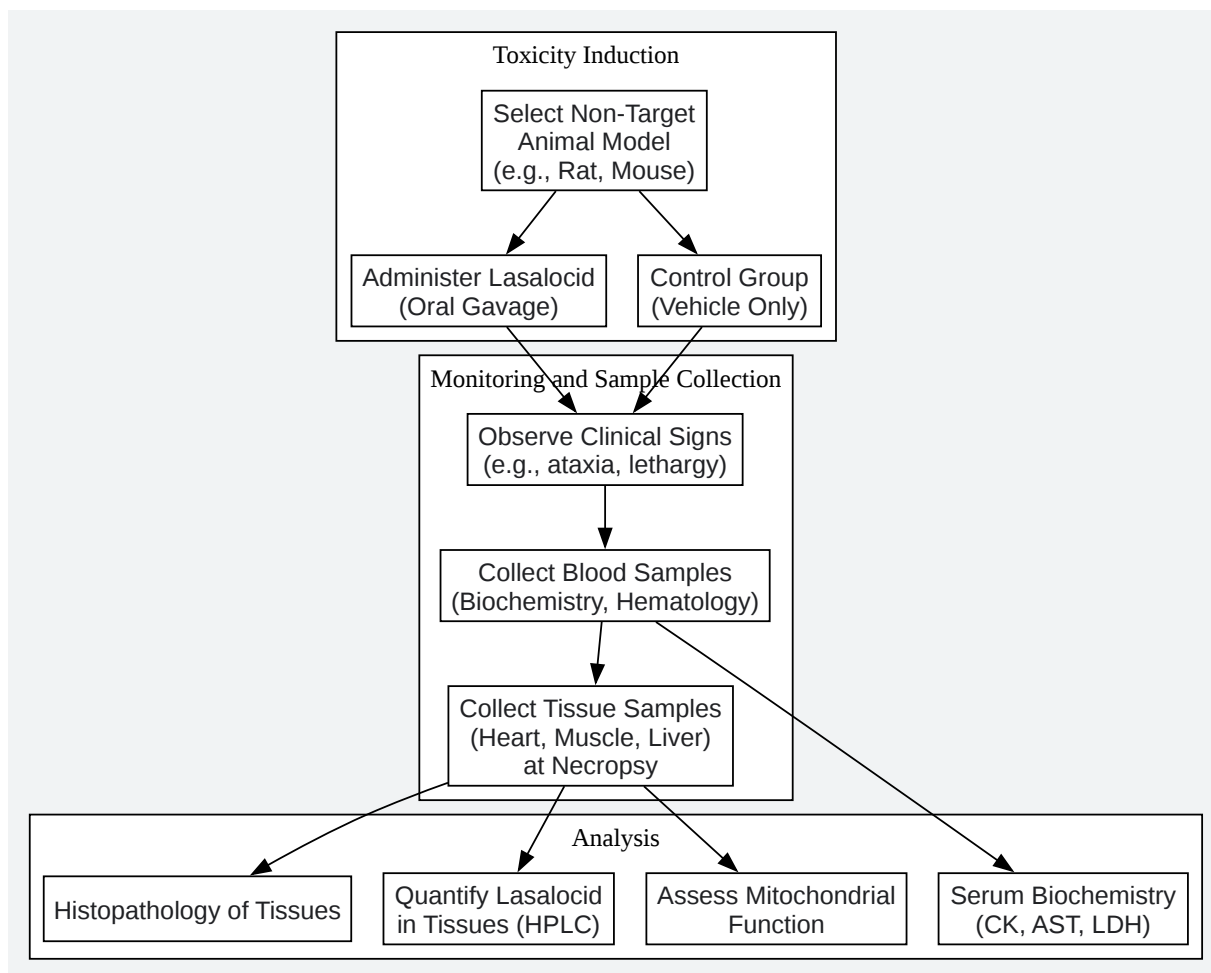 Toxicity Induction
Select Non-Target
Animal Model
(e.g., Rat, Mouse)
Administer Lasalocid
(Oral Gavage)
Control Group
(Vehicle Only)
Monitoring and Sample Collection
Observe Clinical Signs
(e.g., ataxia, lethargy)
Collect Blood Samples
(Biochemistry, Hematology)
Collect Tissue Samples
(Heart, Muscle, Liver)
at Necropsy
Analysis
Histopathology of Tissues
Quantify Lasalocid
in Tissues (HPLC)
Assess Mitochondrial
Function
Serum Biochemistry
(CK, AST, LDH)